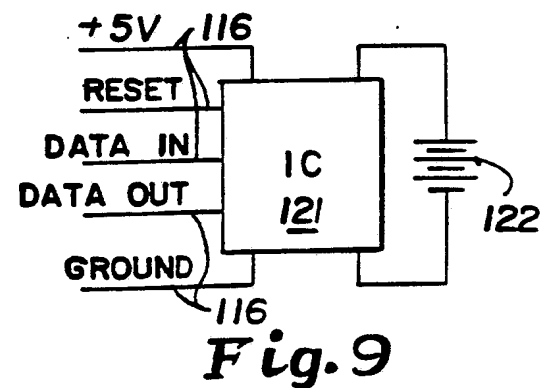 +5V 116
RESET
DATA IN
DATA OUT
GROUND
IC
121
122
116
Fig. 9